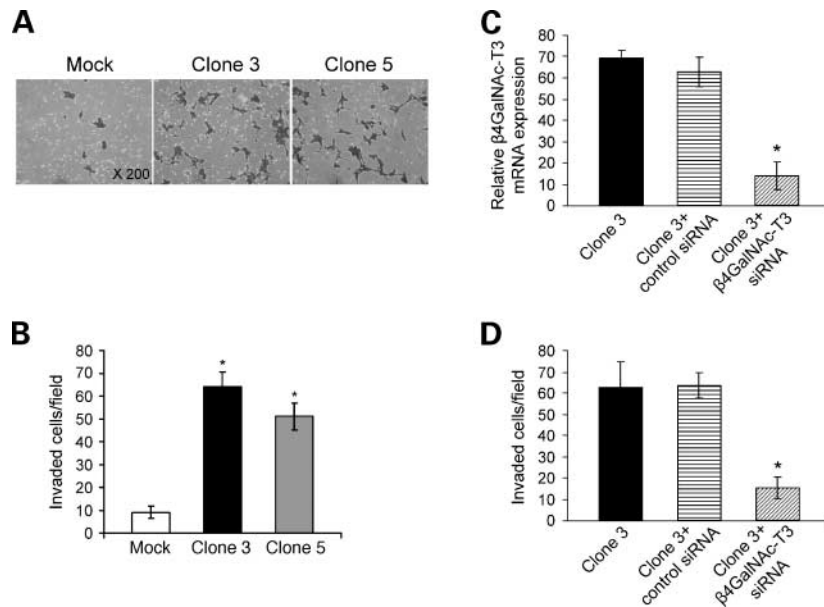 A
Mock
Clone 3
Clone 5
X 200
B
Invaded cells/field
80
70
60
50
40
30
20
10
0
*
*
Mock
Clone 3
Clone 5
C
Relative β4GalNAc-T3
mRNA expression
80
70
60
50
40
30
20
10
0
*
Clone 3
Clone 3+
control siRNA
Clone 3+
β4GalNAc-T3
siRNA
D
Invaded cells/field
80
70
60
50
40
30
20
10
0
*
Clone 3
Clone 3+
control siRNA
Clone 3+
β4GalNAc-T3
siRNA